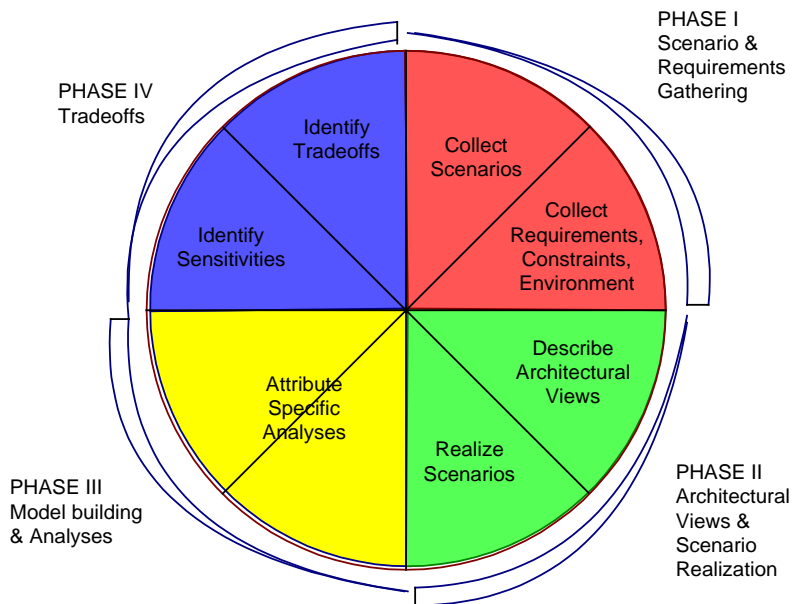 PHASE I
Scenario &
Requirements
Gathering
PHASE IV
Tradeoffs
Identify
Tradeoffs
Collect
Scenarios
Collect
Requirements,
Constraints,
Environment
Identify
Sensitivities
Describe
Architectural
Views
Attribute
Specific
Analyses
Realize
Scenarios
PHASE III
Model building
& Analyses
PHASE II
Architectural
Views &
Scenario
Realization